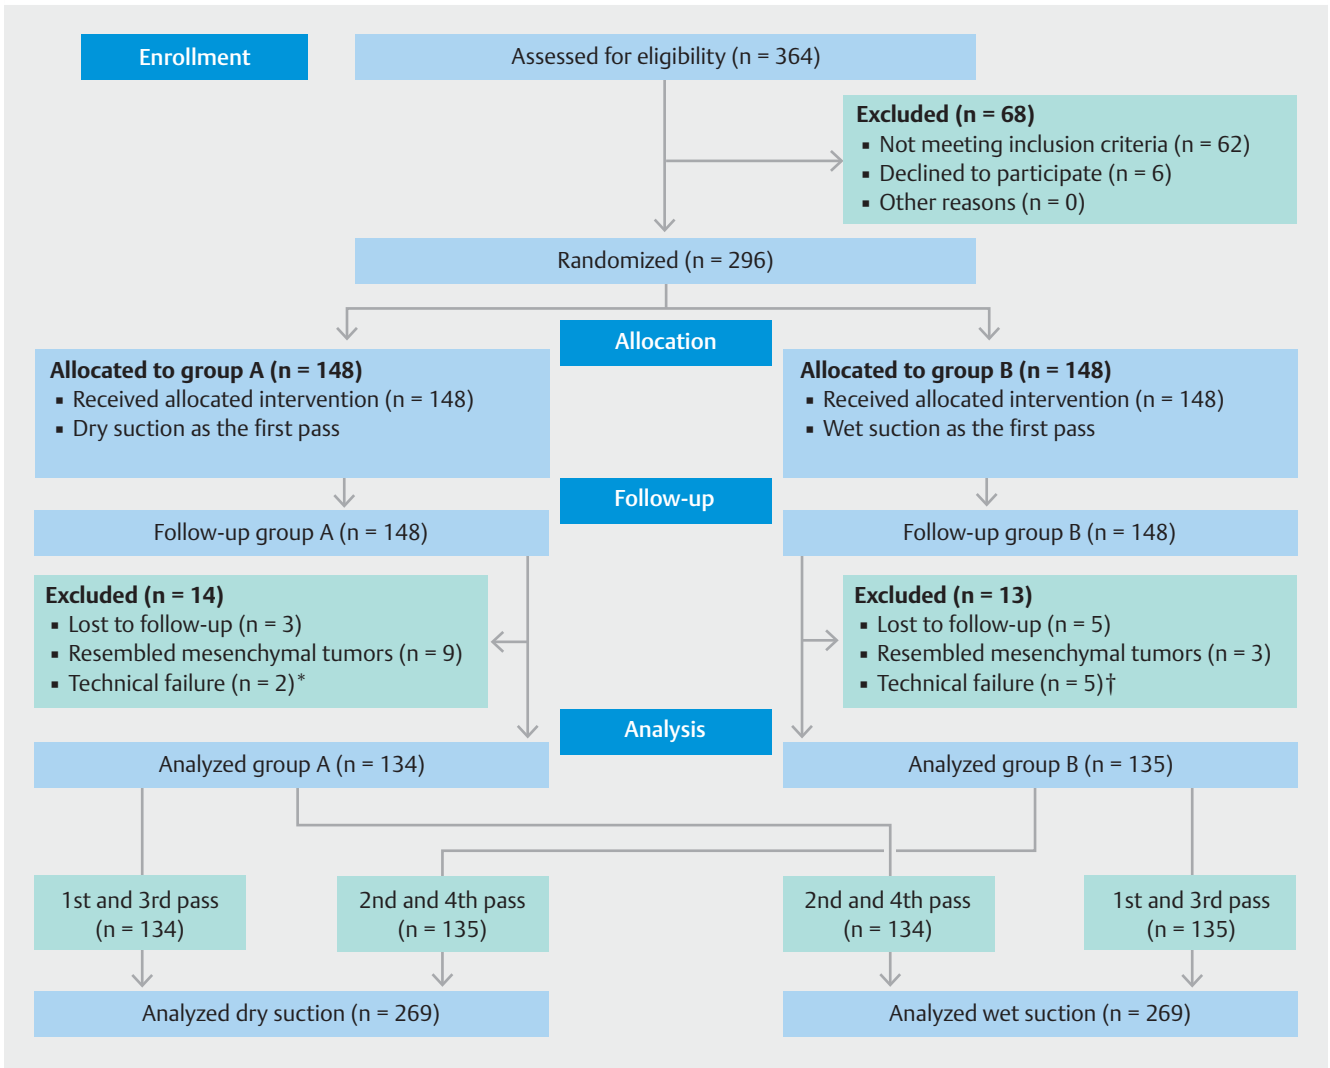 Enrollment
Assessed for eligibility (n = 364)
Excluded (n = 68)
▪ Not meeting inclusion criteria (n = 62)
▪ Declined to participate (n = 6)
▪ Other reasons (n = 0)
Randomized (n = 296)
Allocation
Allocated to group A (n = 148)
▪ Received allocated intervention (n = 148)
▪ Dry suction as the first pass
Allocated to group B (n = 148)
▪ Received allocated intervention (n = 148)
▪ Wet suction as the first pass
Follow-up
Follow-up group A (n = 148)
Follow-up group B (n = 148)
Excluded (n = 14)
▪ Lost to follow-up (n = 3)
▪ Resembled mesenchymal tumors (n = 9)
▪ Technical failure (n = 2)*
Excluded (n = 13)
▪ Lost to follow-up (n = 5)
▪ Resembled mesenchymal tumors (n = 3)
▪ Technical failure (n = 5)†
Analysis
Analyzed group A (n = 134)
Analyzed group B (n = 135)
1st and 3rd pass
(n = 134)
2nd and 4th pass
(n = 135)
2nd and 4th pass
(n = 134)
1st and 3rd pass
(n = 135)
Analyzed dry suction (n = 269)
Analyzed wet suction (n = 269)